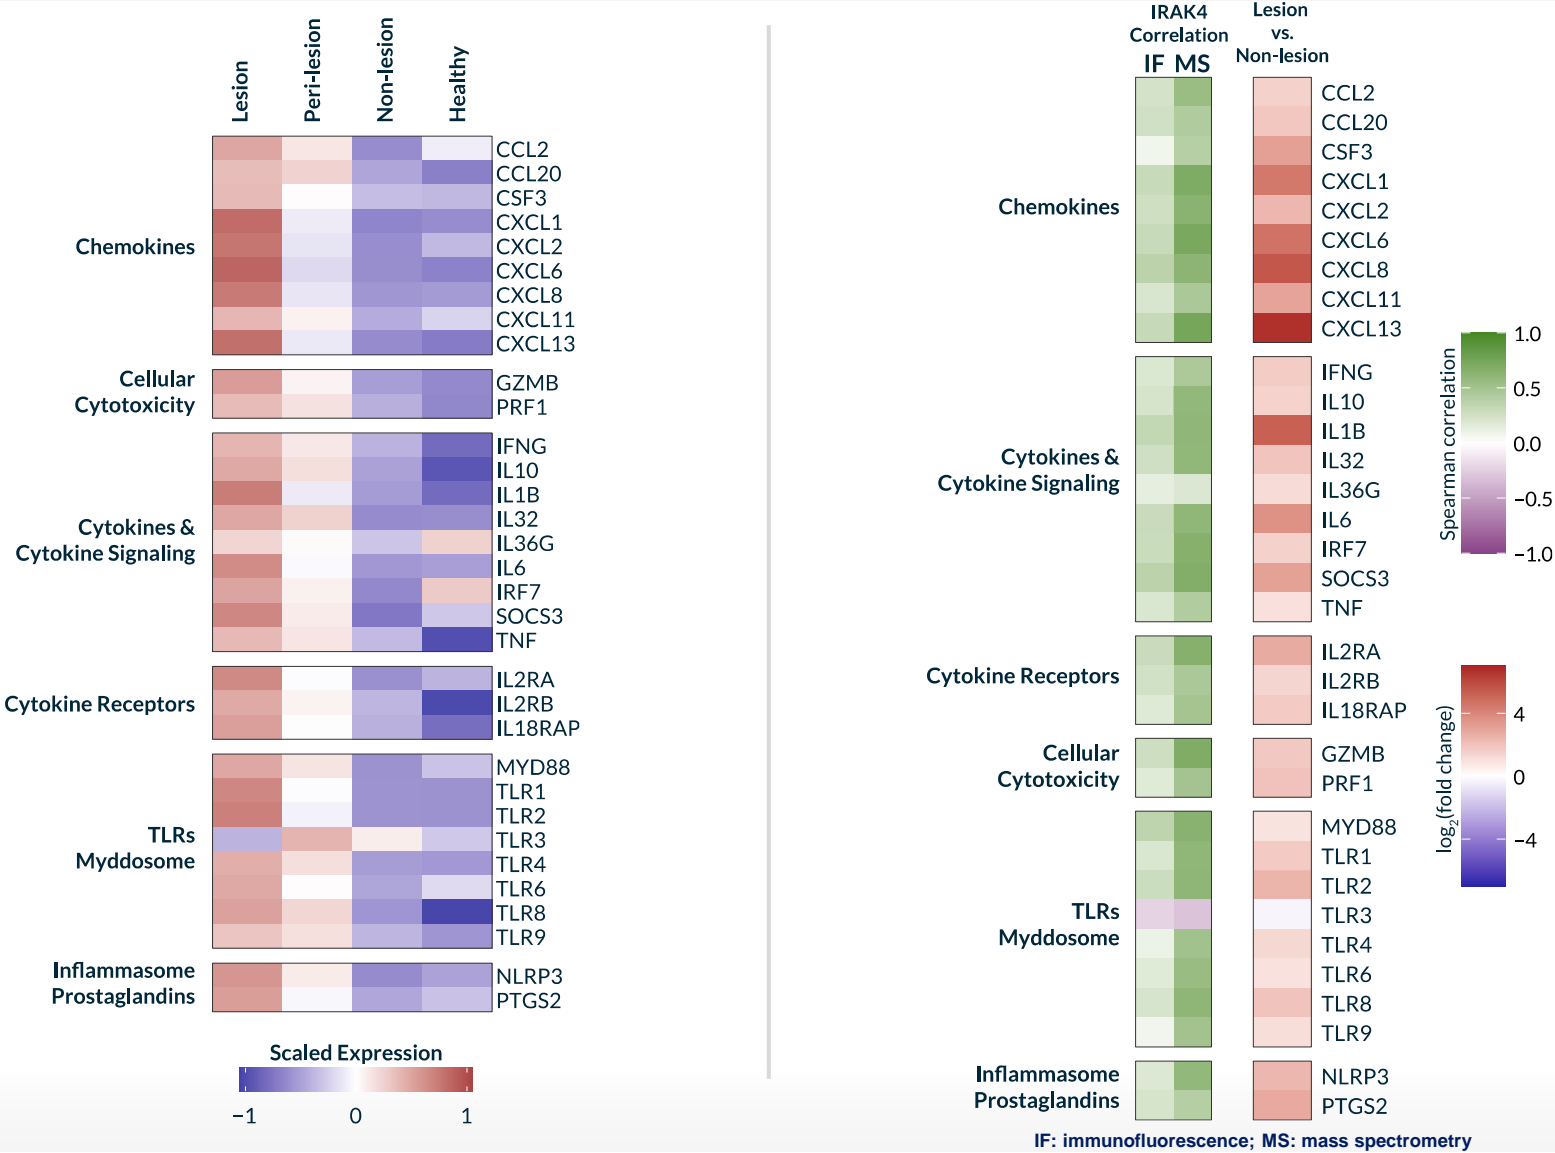 Lesion
Peri-lesion
Non-lesion
Healthy
Chemokines
CCL2
CCL20
CSF3
CXCL1
CXCL2
CXCL6
CXCL8
CXCL11
CXCL13
Cellular
Cytotoxicity
GZMB
PRF1
Cytokines &
Cytokine Signaling
IFNG
IL10
IL1B
IL32
IL36G
IL6
IRF7
SOCS3
TNF
Cytokine Receptors
IL2RA
IL2RB
IL18RAP
TLRs
Myddosome
MYD88
TLR1
TLR2
TLR3
TLR4
TLR6
TLR8
TLR9
Inflammasome
Prostaglandins
NLRP3
PTGS2
Scaled Expression
−1 0 1
IRAK4
Correlation
IF MS
Lesion
vs.
Non-lesion
Chemokines
CCL2
CCL20
CSF3
CXCL1
CXCL2
CXCL6
CXCL8
CXCL11
CXCL13
Cytokines &
Cytokine Signaling
IFNG
IL10
IL1B
IL32
IL36G
IL6
IRF7
SOCS3
TNF
Cytokine Receptors
IL2RA
IL2RB
IL18RAP
Cellular
Cytotoxicity
GZMB
PRF1
TLRs
Myddosome
MYD88
TLR1
TLR2
TLR3
TLR4
TLR6
TLR8
TLR9
Inflammasome
Prostaglandins
NLRP3
PTGS2
Spearman correlation
1.0
0.5
0.0
−0.5
−1.0
log₂(fold change)
4
0
−4
IF: immunofluorescence; MS: mass spectrometry